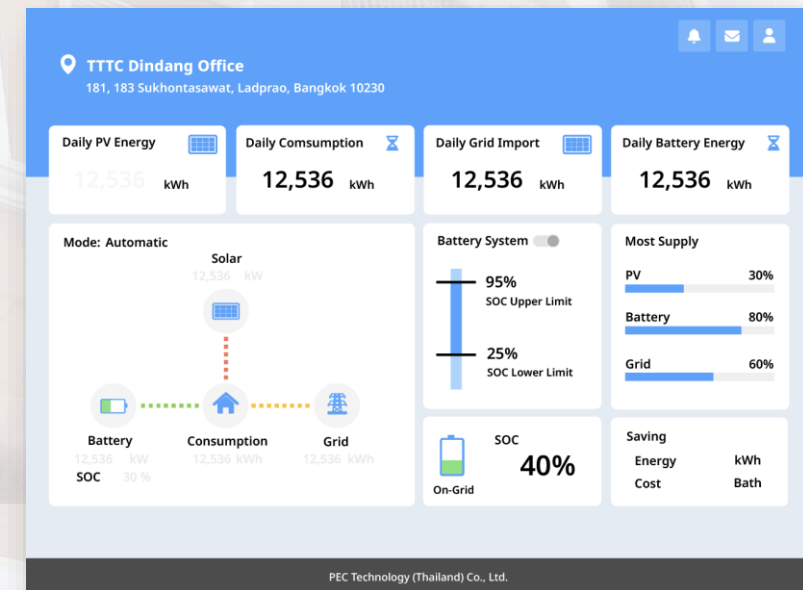 TTTC Dindang Office
181, 183 Sukhontasawat, Ladprao, Bangkok 10230
Daily PV Energy
12,536 kWh
Daily Comsumption
12,536 kWh
Daily Grid Import
12,536 kWh
Daily Battery Energy
12,536 kWh
Mode: Automatic
Solar
12,536 kW
Battery
12,536 kW
SOC 30 %
Consumption
12,536 kWh
Grid
12,536 kWh
Battery System
95%
SOC Upper Limit
25%
SOC Lower Limit
Most Supply
PV 30%
Battery 80%
Grid 60%
SOC
40%
On-Grid
Saving
Energy kWh
Cost Bath
PEC Technology (Thailand) Co., Ltd.